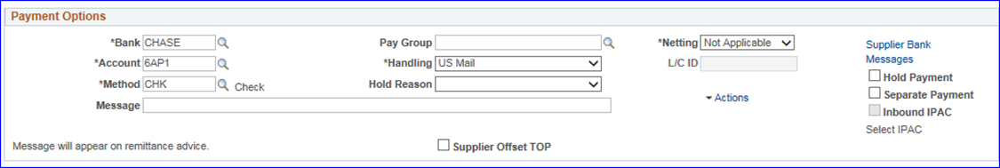 Payment Options
*Bank CHASE Pay Group *Netting Not Applicable Supplier Bank
Messages
*Account 6AP1 *Handling US Mail L/C ID
Hold Payment
*Method CHK Check Hold Reason
Separate Payment
Actions
Message
Inbound IPAC
Select IPAC
Message will appear on remittance advice. Supplier Offset TOP